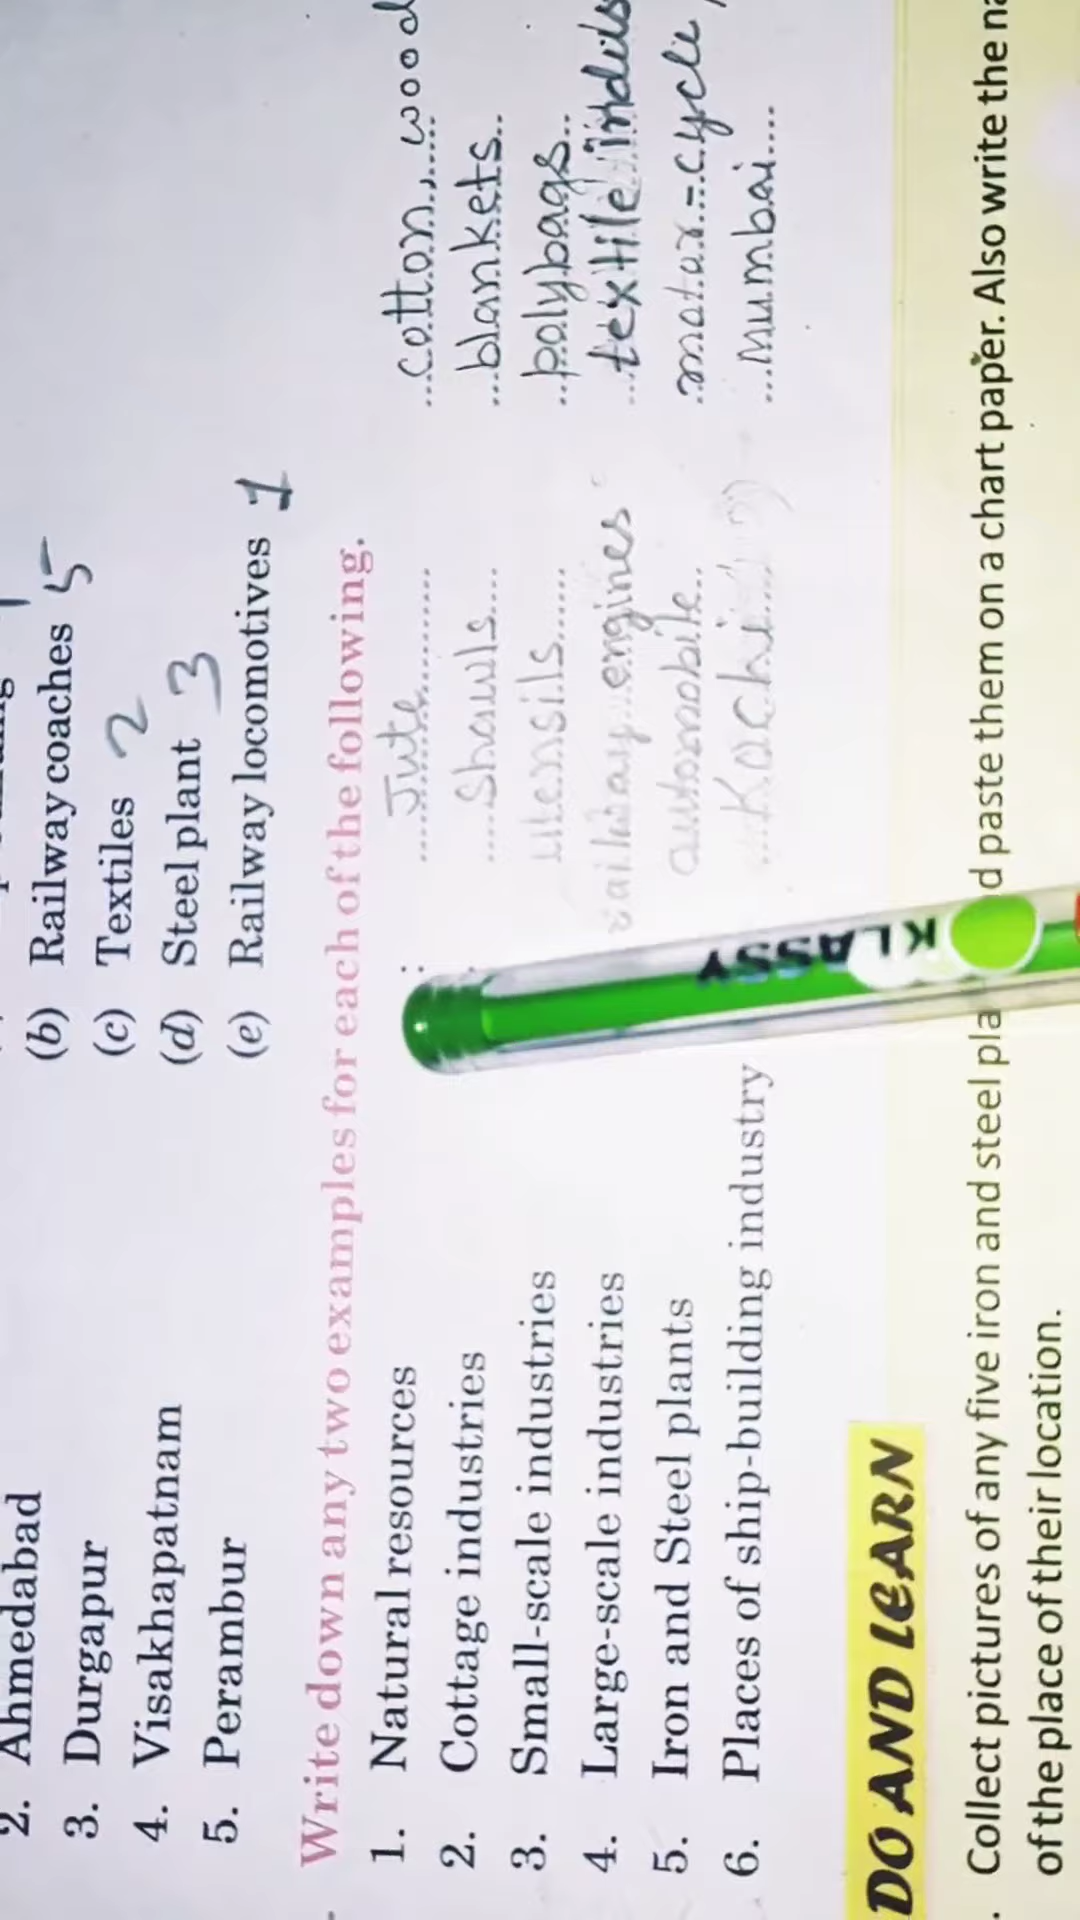 2. Ahmedabad
3. Durgapur
4. Visakhapatnam
5. Perambur
(b) Railway coaches 5
(c) Textiles 2
(d) Steel plant 3
(e) Railway locomotives 1
Write down any two examples for each of the following.
1. Natural resources : Jute cotton, wood
2. Cottage industries Shawls blankets
3. Small-scale industries utensils polybags
4. Large-scale industries railway engines textile indus
5. Iron and Steel plants automobile motar-cycle,
6. Places of ship-building industry Kochi Mumbai
KLASSY
DO AND LEARN
Collect pictures of any five iron and steel pla d paste them on a chart paper. Also write the na
of the place of their location.